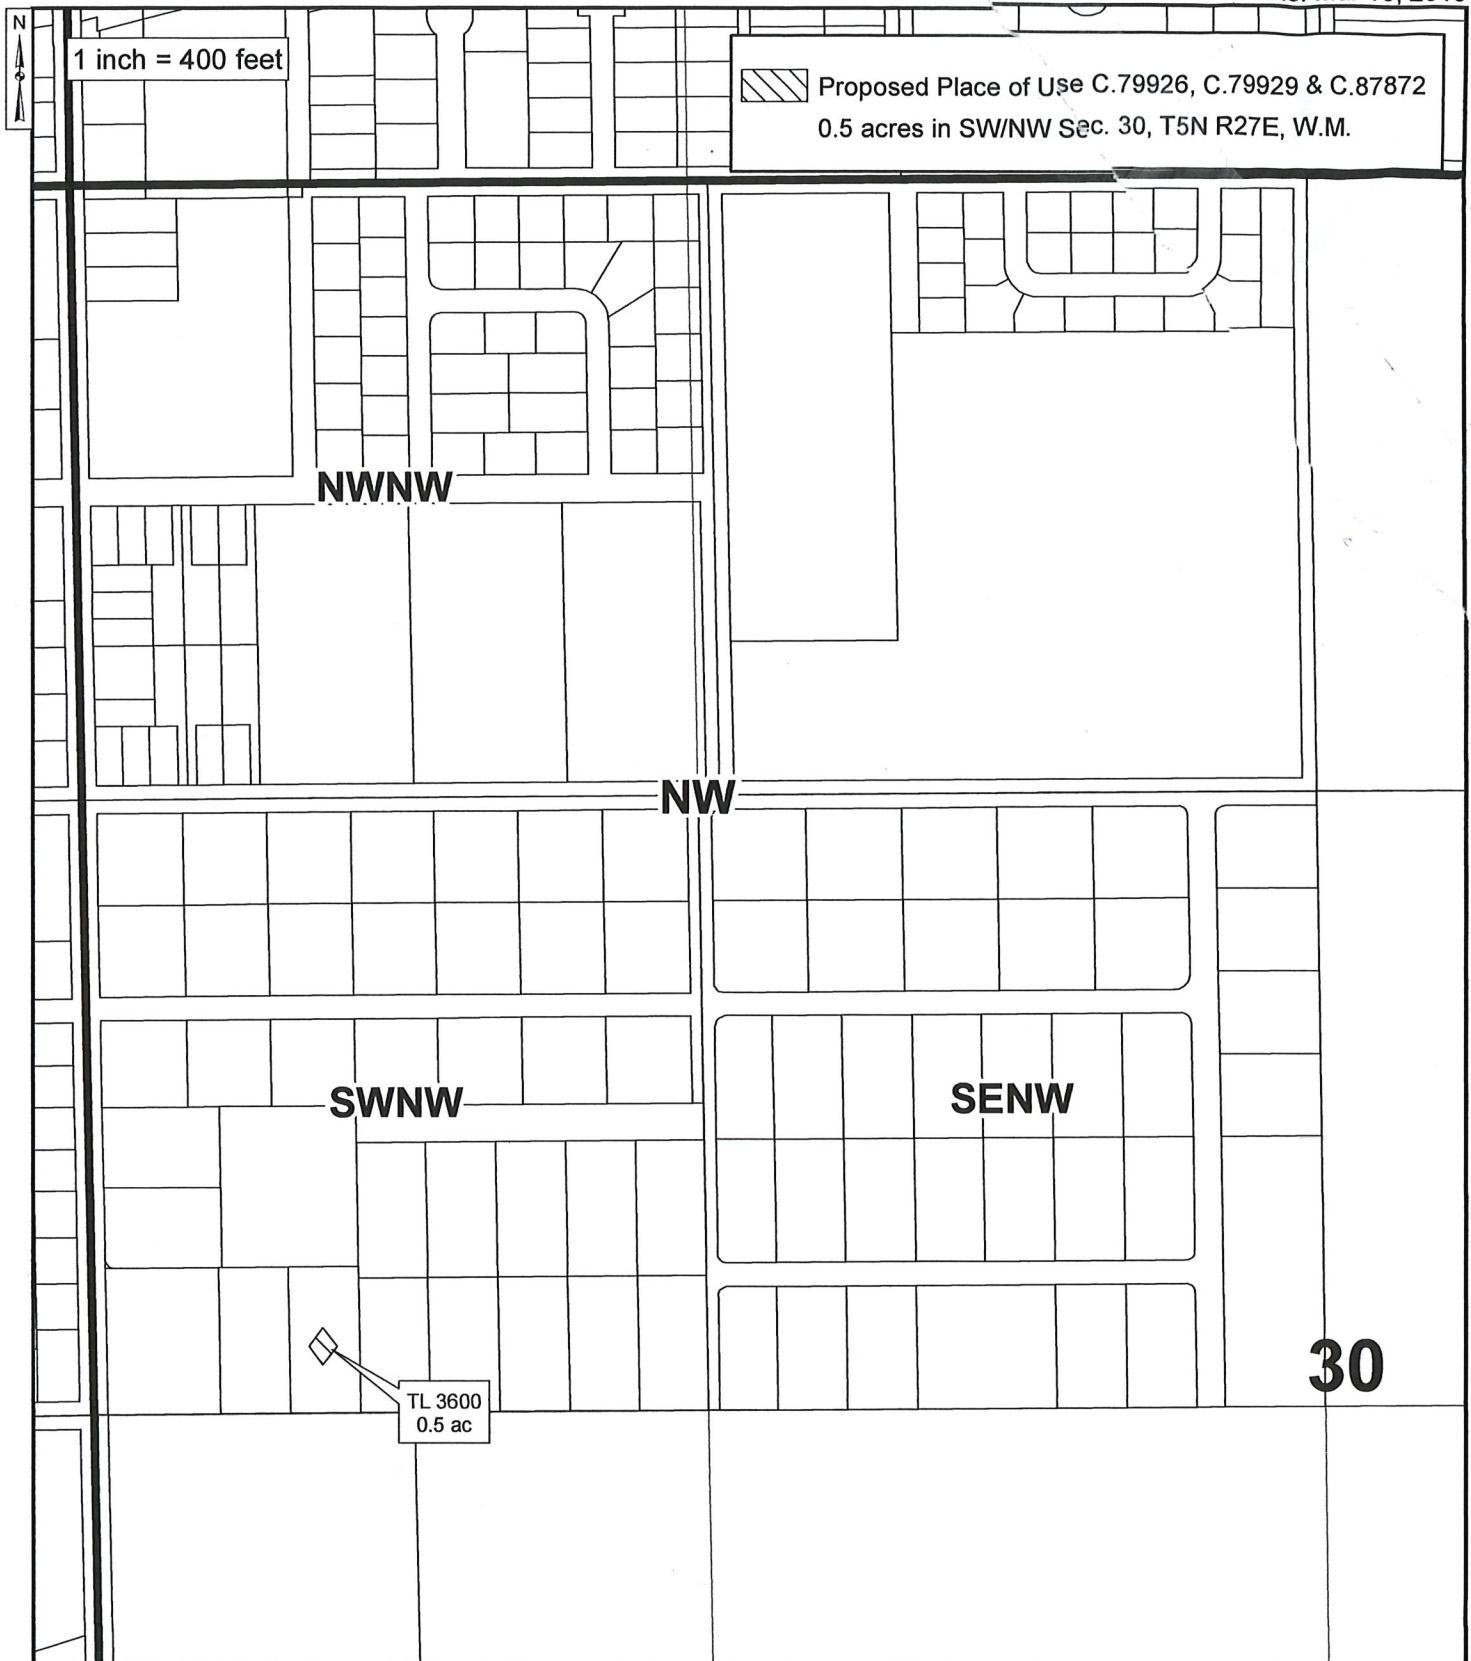 N
1 inch = 400 feet
Proposed Place of Use C.79926, C.79929 & C.87872
0.5 acres in SW/NW Sec. 30, T5N R27E, W.M.
NWNW
NW
SWNW
SENW
30
TL 3600
0.5 ac